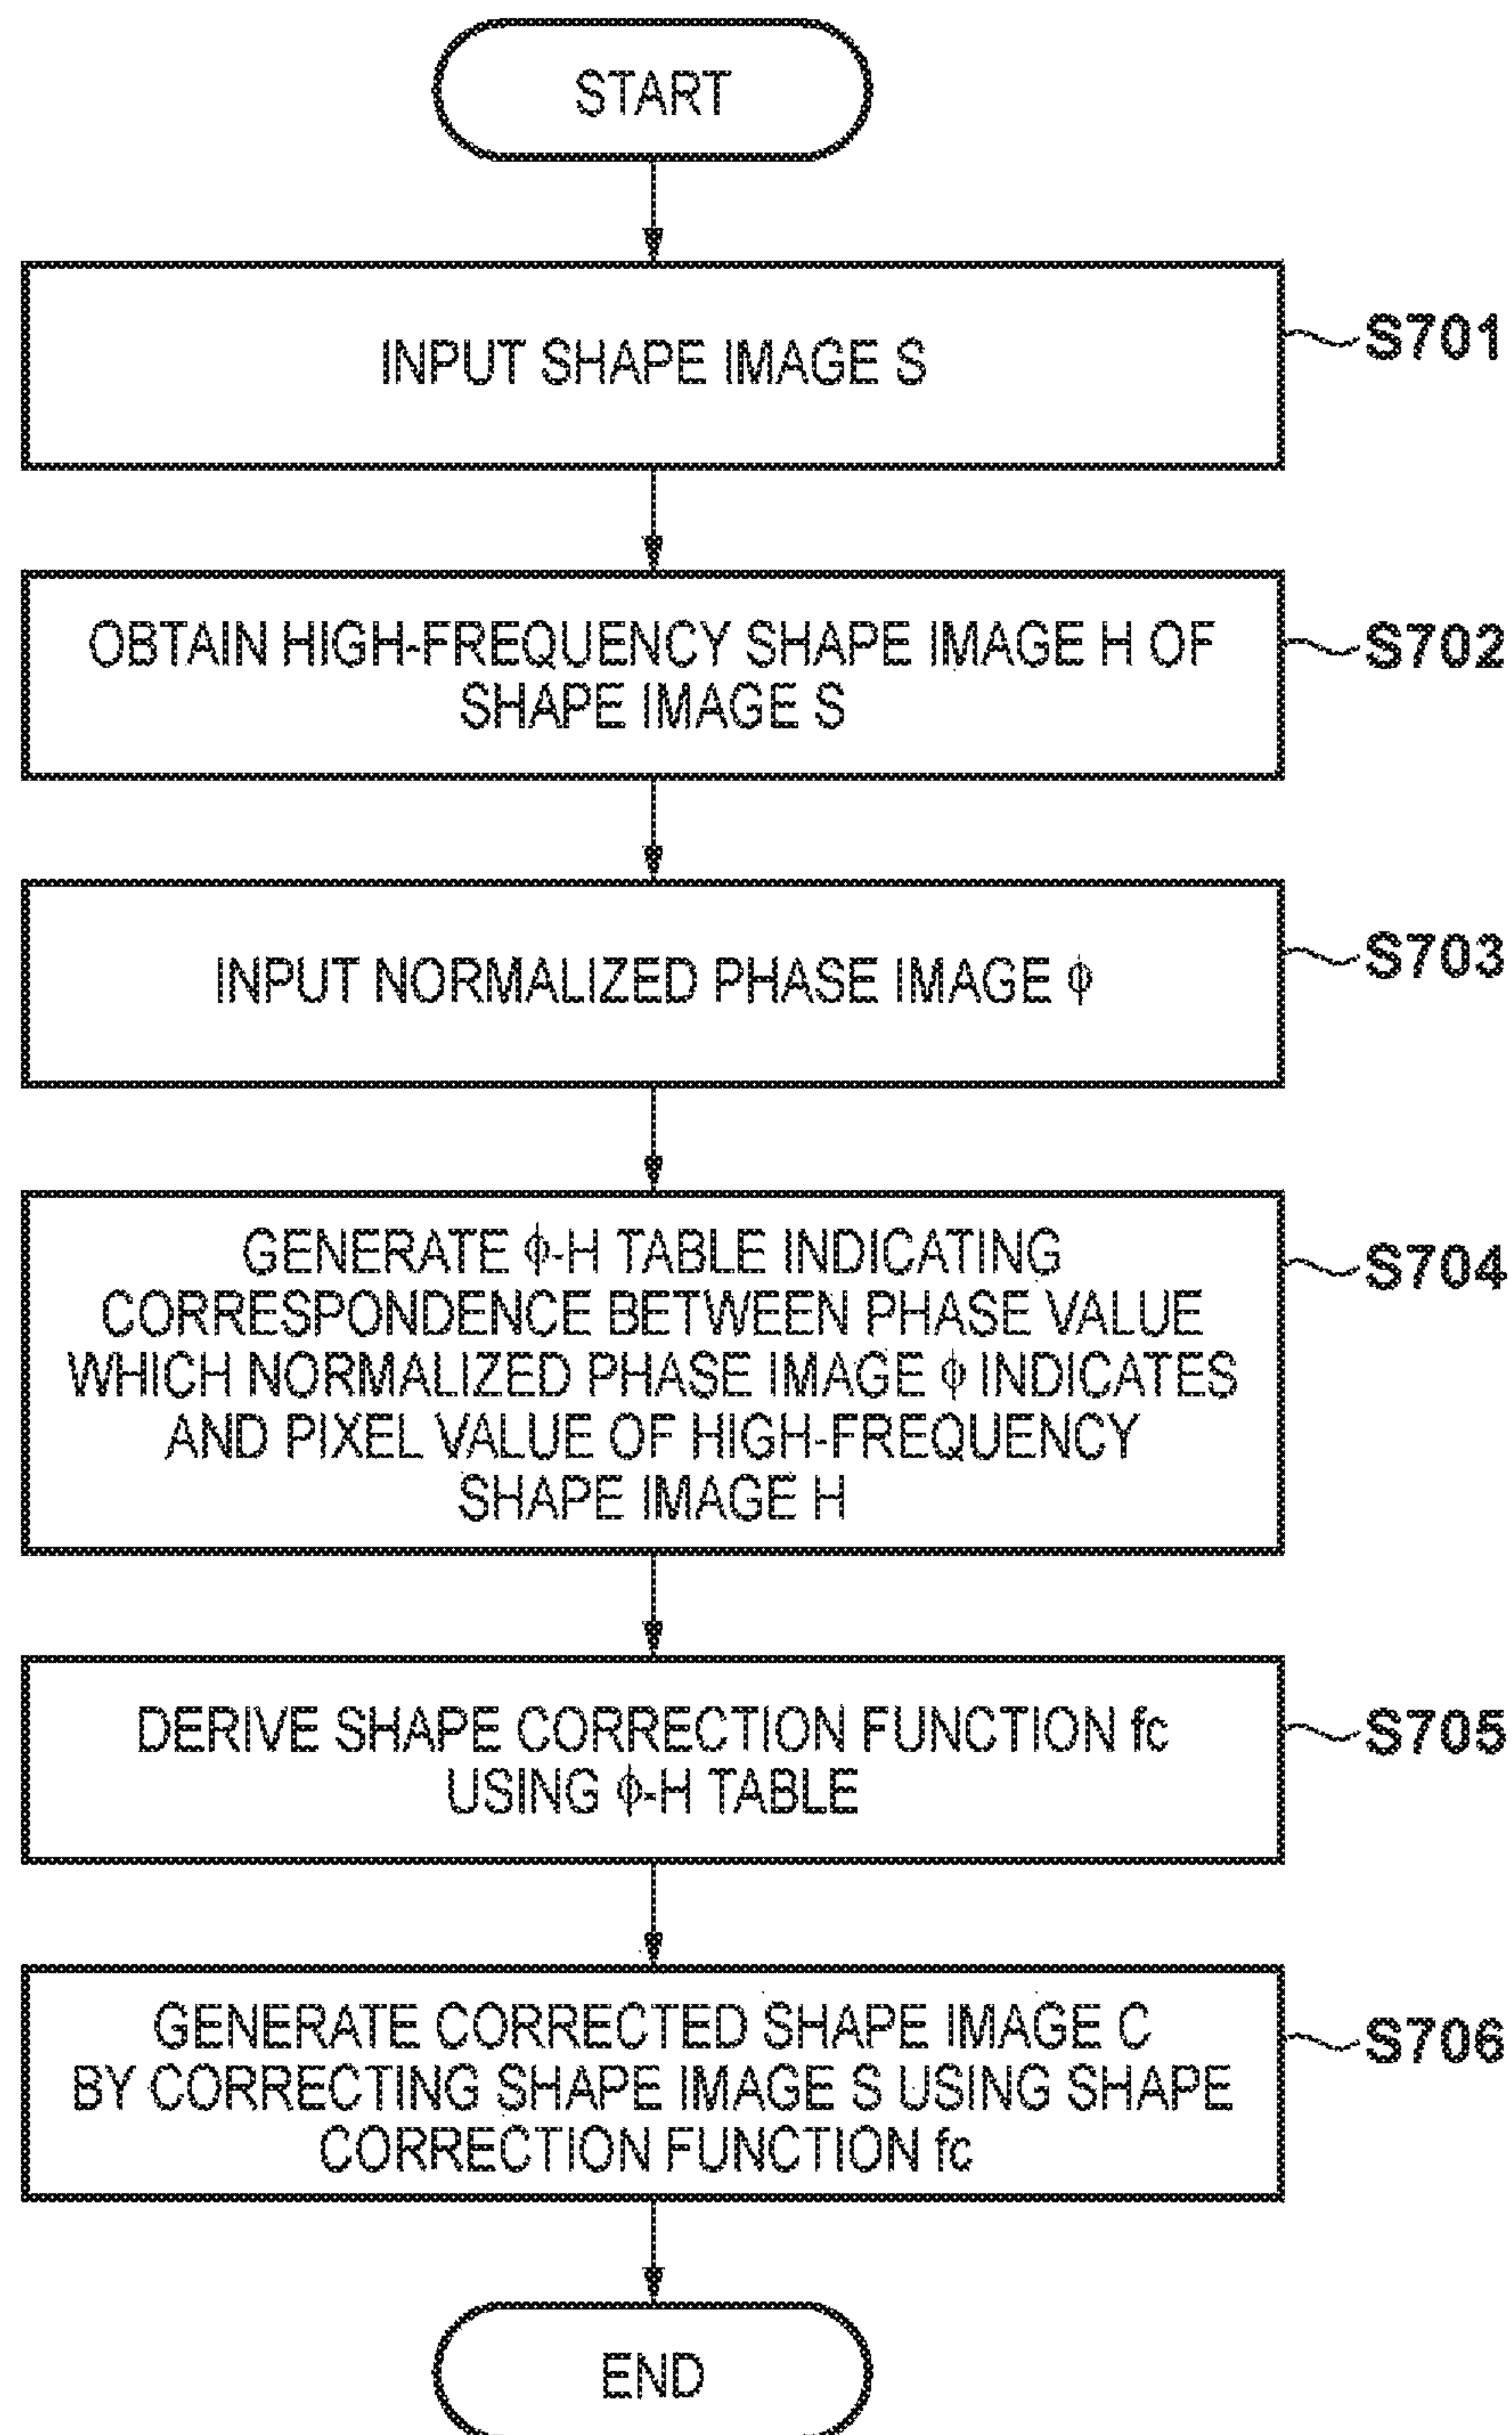 START
INPUT SHAPE IMAGE S
S701
OBTAIN HIGH-FREQUENCY SHAPE IMAGE H OF
SHAPE IMAGE S
S702
INPUT NORMALIZED PHASE IMAGE ϕ
S703
GENERATE ϕ-H TABLE INDICATING
CORRESPONDENCE BETWEEN PHASE VALUE
WHICH NORMALIZED PHASE IMAGE ϕ INDICATES
AND PIXEL VALUE OF HIGH-FREQUENCY
SHAPE IMAGE H
S704
DERIVE SHAPE CORRECTION FUNCTION fc
USING ϕ-H TABLE
S705
GENERATE CORRECTED SHAPE IMAGE C
BY CORRECTING SHAPE IMAGE S USING SHAPE
CORRECTION FUNCTION fc
S706
END